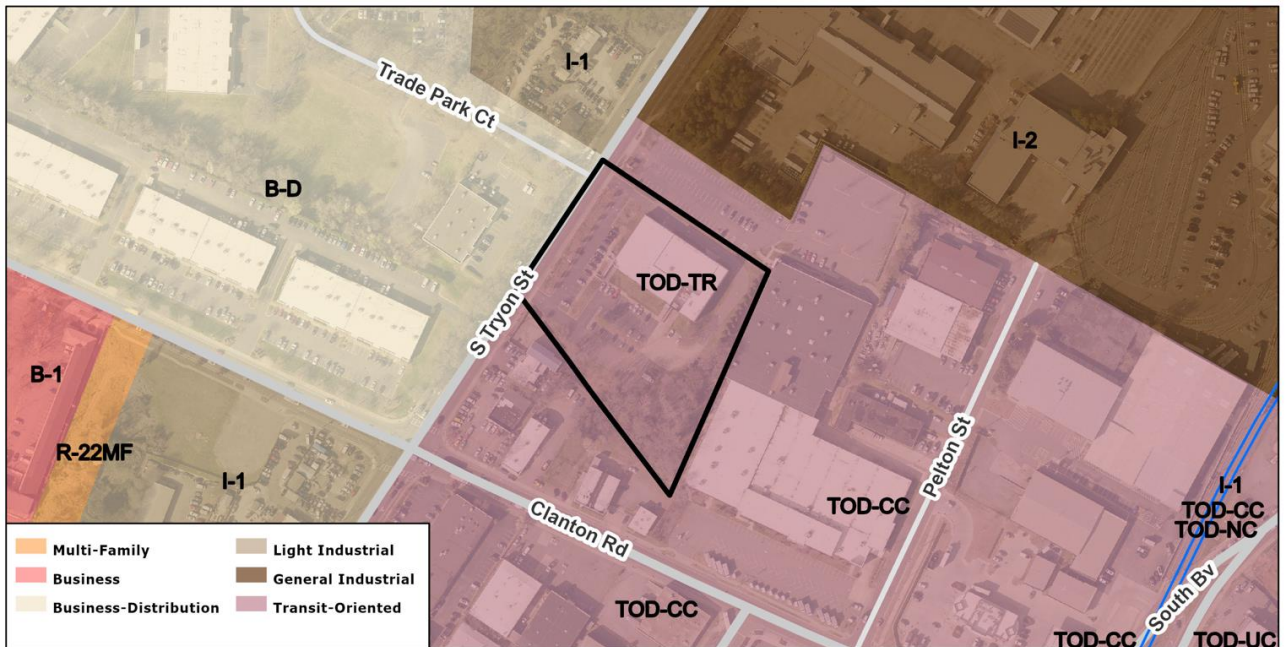 I-1
Trade Park Ct
I-2
B-D
TOD-TR
S Tryon St
B-1
R-22MF
I-1
Pelton St
TOD-CC
I-1
TOD-CC
TOD-NC
Clanton Rd
South Bv
TOD-CC
TOD-CC
TOD-UC
Multi-Family
Business
Business-Distribution
Light Industrial
General Industrial
Transit-Oriented